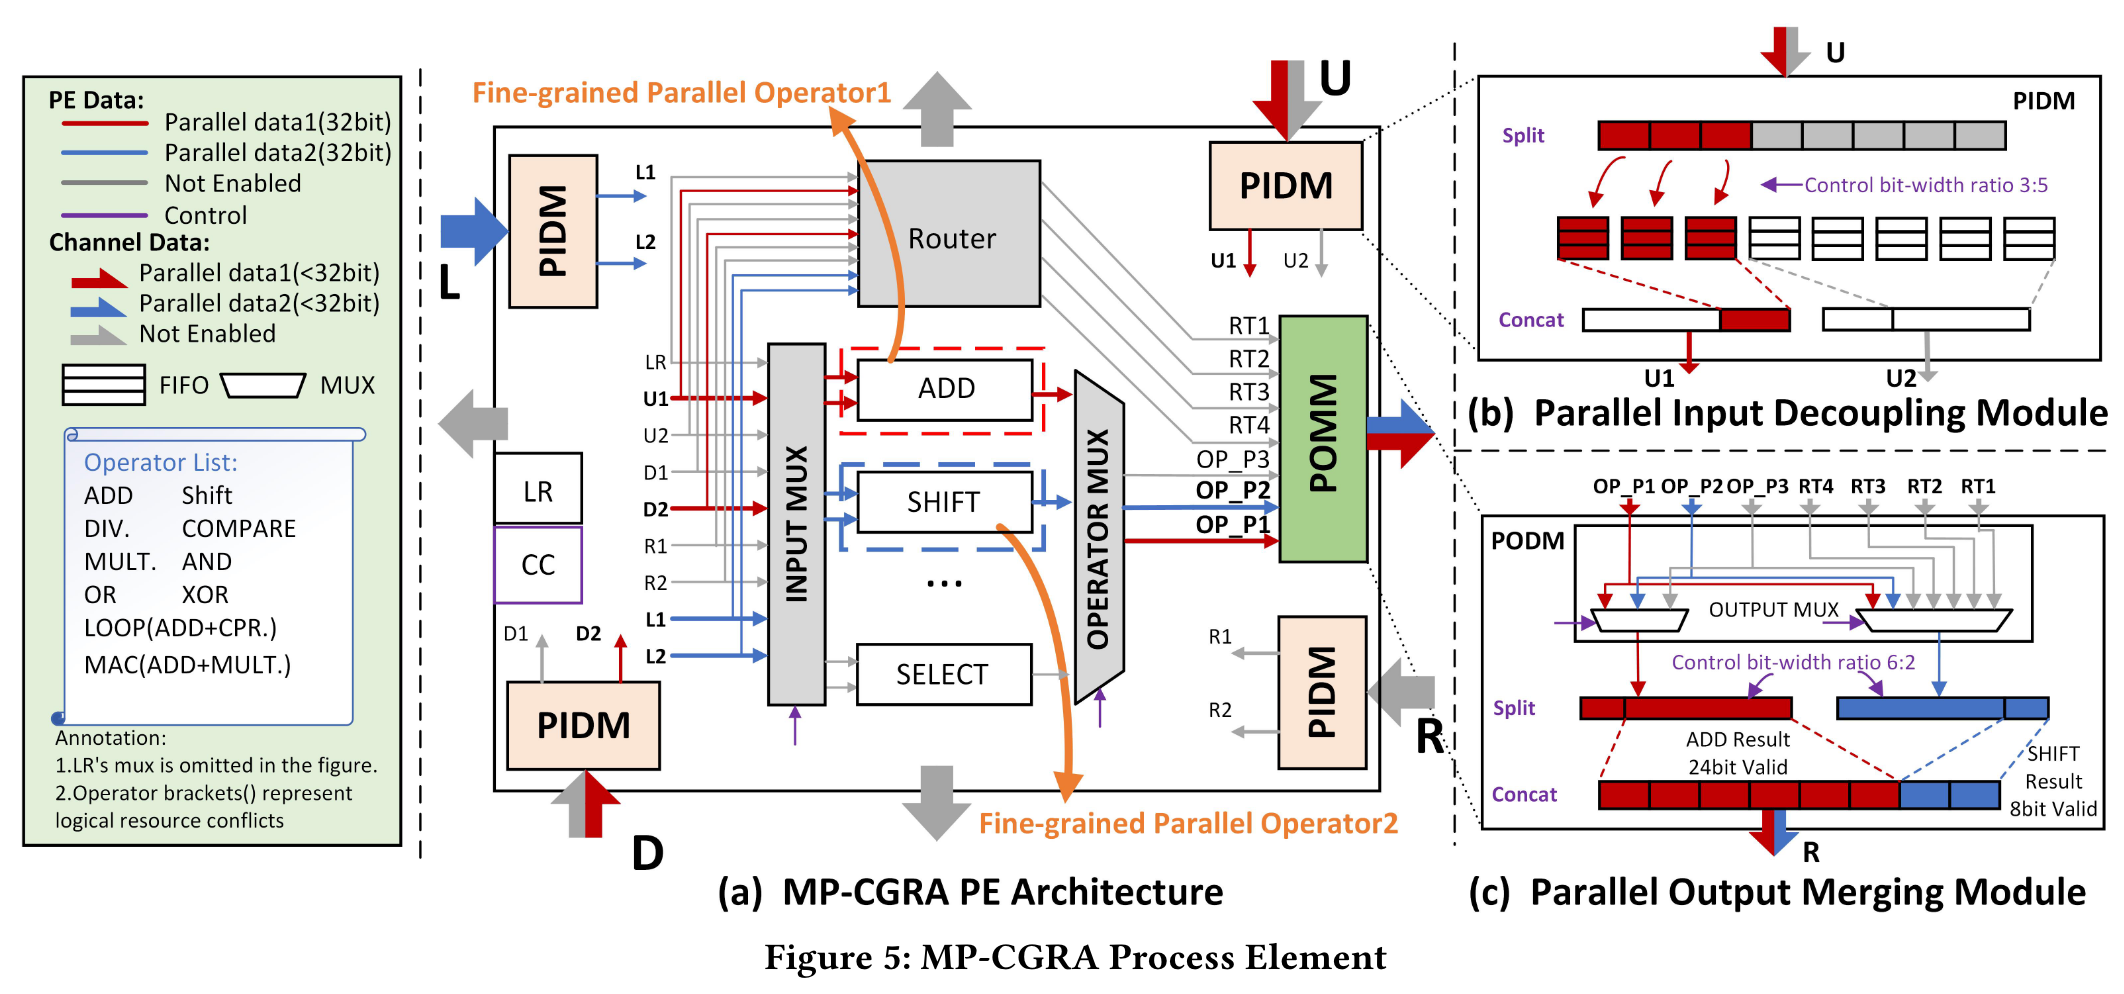 PE Data:
Parallel data1(32bit)
Parallel data2(32bit)
Not Enabled
Control
Channel Data:
Parallel data1(<32bit)
Parallel data2(<32bit)
Not Enabled
FIFO MUX
Operator List:
ADD Shift
DIV. COMPARE
MULT. AND
OR XOR
LOOP(ADD+CPR.)
MAC(ADD+MULT.)
Annotation:
1.LR's mux is omitted in the figure.
2.Operator brackets() represent
logical resource conflicts
Fine-grained Parallel Operator1
U
PIDM
L1
L2
L
Router
PIDM
U1 U2
LR
U1
U2
D1
D2
R1
R2
L1
L2
INPUT MUX
ADD
SHIFT
...
SELECT
OPERATOR MUX
RT1
RT2
RT3
RT4
OP_P3
OP_P2
OP_P1
POMM
LR
CC
D1 D2
PIDM
D
R1
R2
PIDM
R
Fine-grained Parallel Operator2
(a) MP-CGRA PE Architecture
U
PIDM
Split
Control bit-width ratio 3:5
Concat
U1 U2
(b) Parallel Input Decoupling Module
OP_P1 OP_P2 OP_P3 RT4 RT3 RT2 RT1
PODM
OUTPUT MUX
Control bit-width ratio 6:2
Split
ADD Result
24bit Valid
SHIFT
Result
8bit Valid
Concat
R
(c) Parallel Output Merging Module
Figure 5: MP-CGRA Process Element